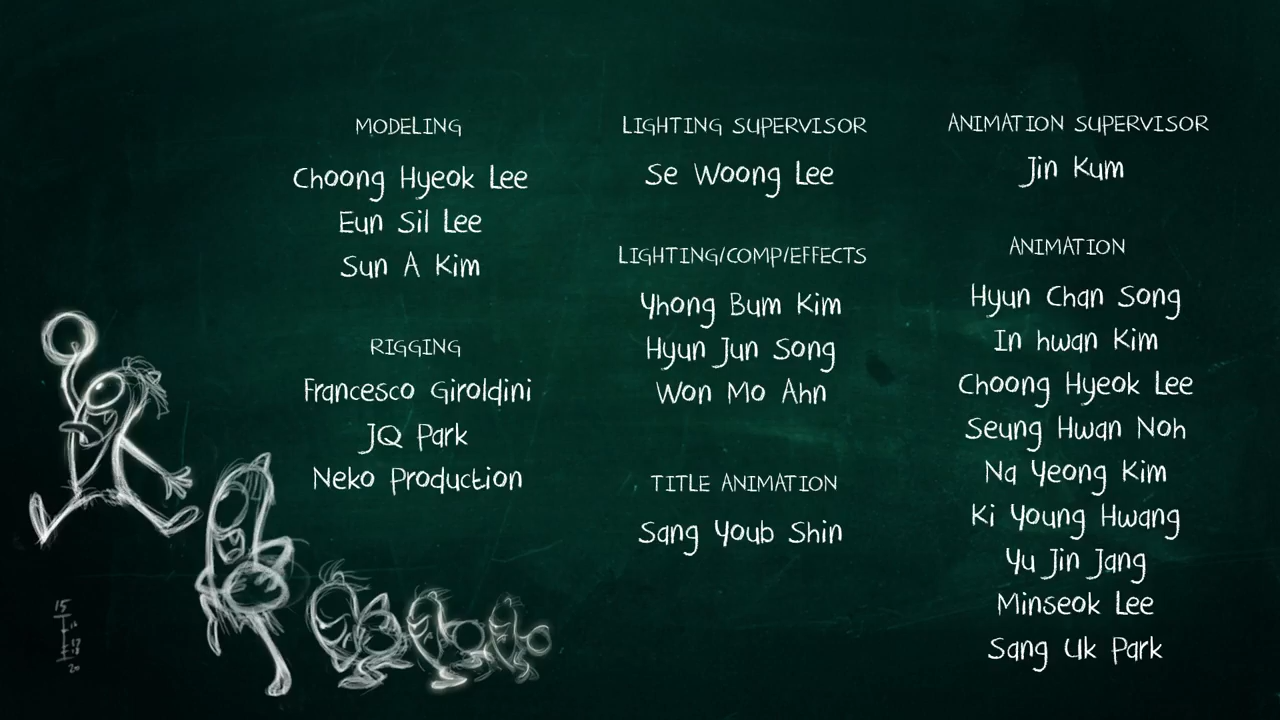 MODELING
Choong Hyeok Lee
Eun Sil Lee
Sun A Kim
RIGGING
Francesco Giroldini
JQ Park
Neko Production
LIGHTING SUPERVISOR
Se Woong Lee
LIGHTING/COMP/EFFECTS
Yhong Bum Kim
Hyun Jun Song
Won Mo Ahn
TITLE ANIMATION
Sang Youb Shin
ANIMATION SUPERVISOR
Jin Kum
ANIMATION
Hyun Chan Song
In hwan Kim
Choong Hyeok Lee
Seung Hwan Noh
Na Yeong Kim
Ki Young Hwang
Yu Jin Jang
Minseok Lee
Sang Uk Park
15
20